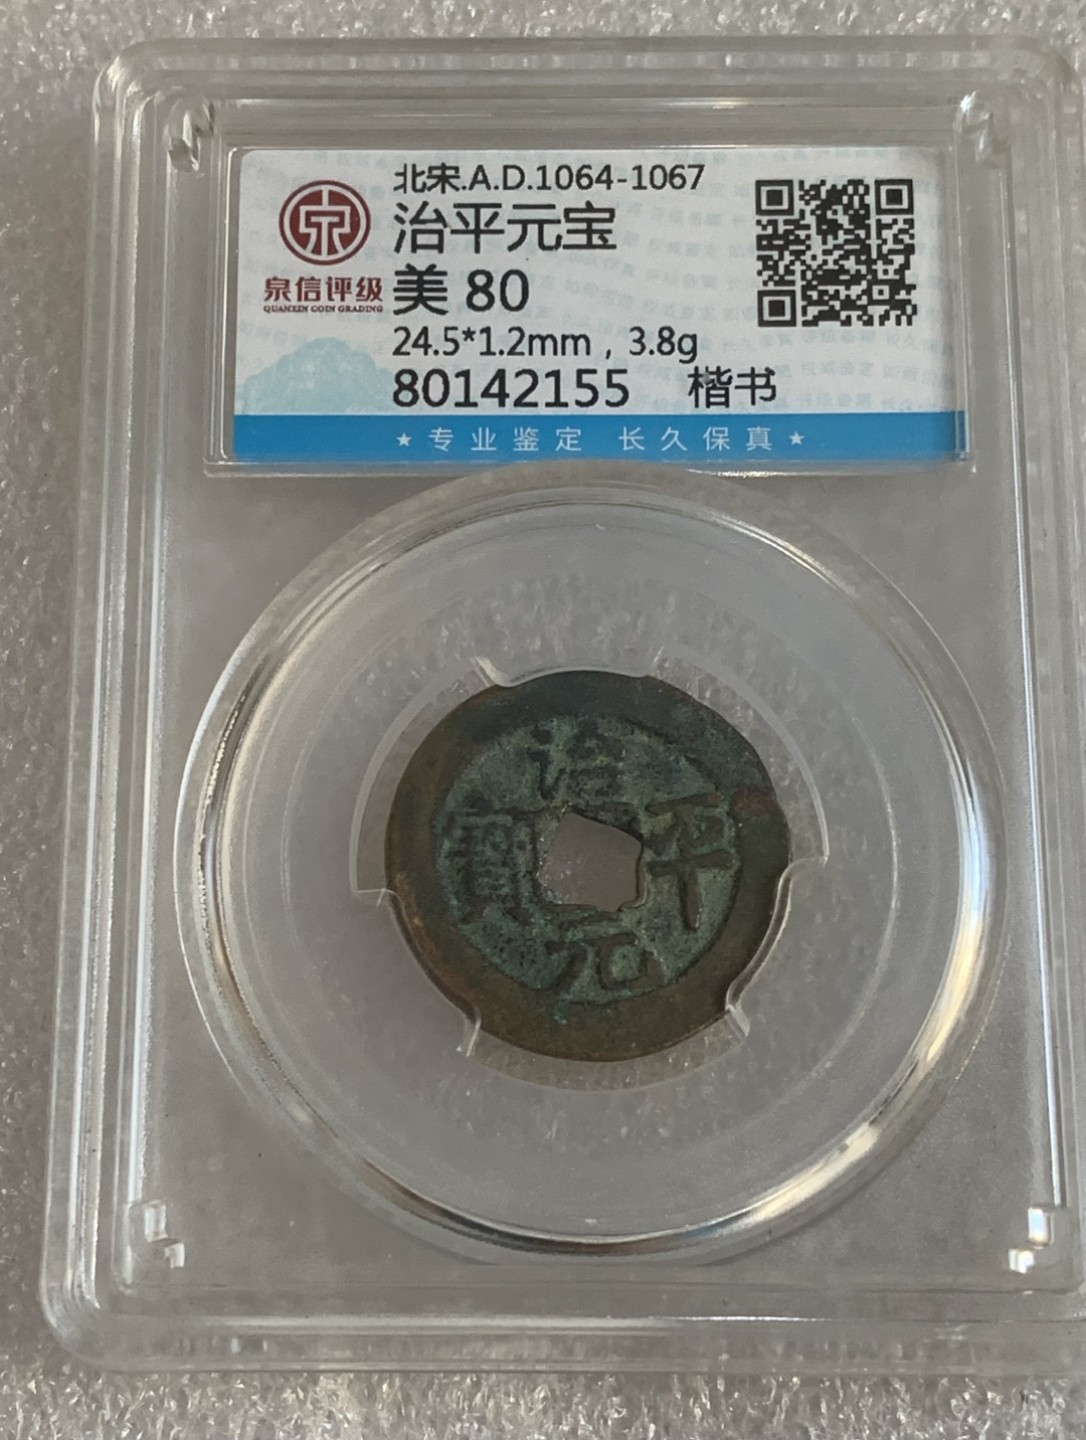 北宋.A.D.1064-1067
治平元宝
美 80
24.5*1.2mm，3.8g
80142155 楷书
泉信评级
QUANXIN COIN GRADING
★ 专业鉴定 长久保真 ★
治平元寶